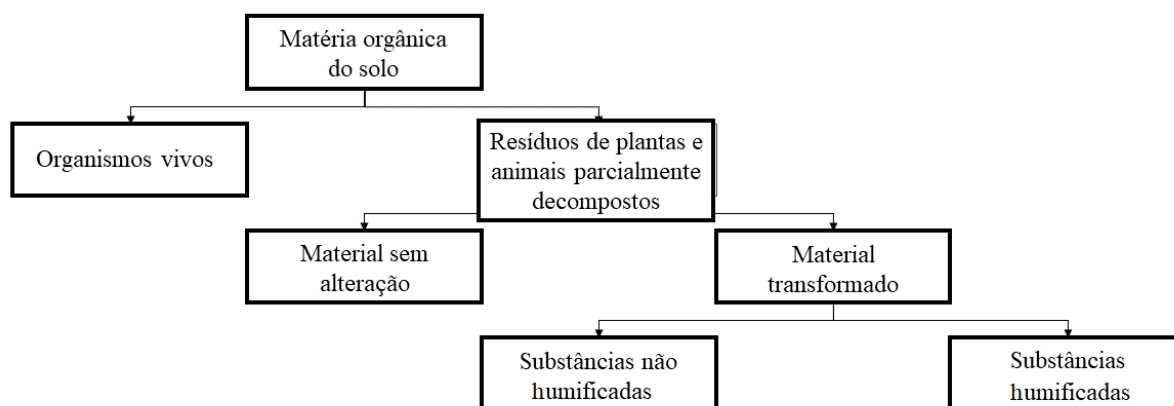 Matéria orgânica
do solo
Organismos vivos
Resíduos de plantas e
animais parcialmente
decompostos
Material sem
alteração
Material
transformado
Substâncias não
humificadas
Substâncias
humificadas